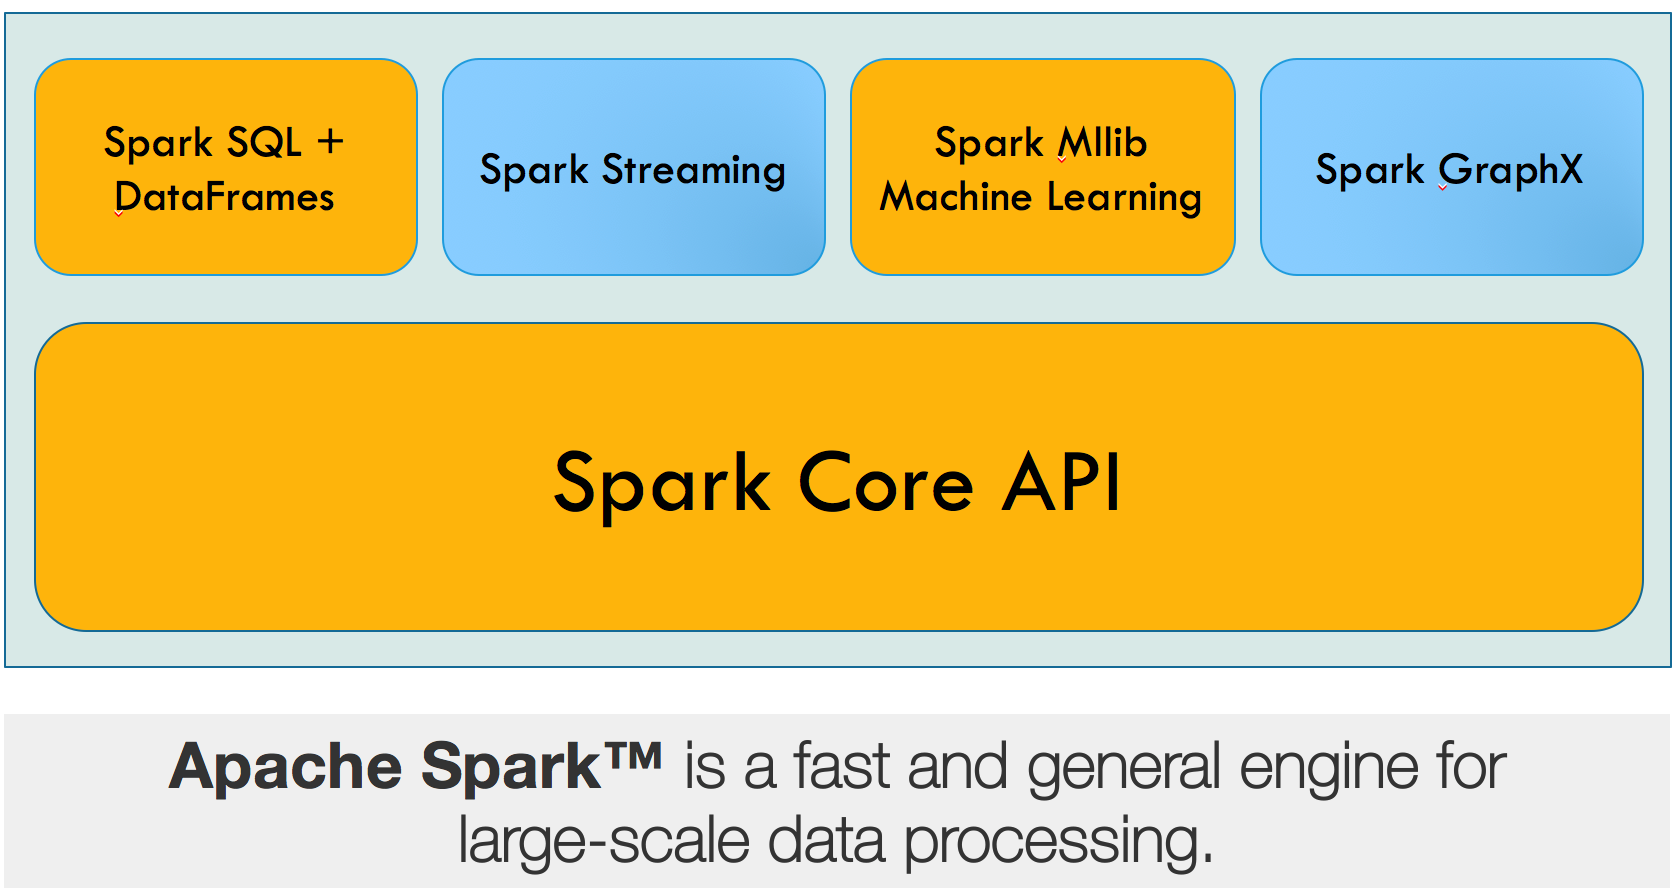 Spark SQL +
DataFrames
Spark Streaming
Spark Mllib
Machine Learning
Spark GraphX
Spark Core API
Apache Spark™ is a fast and general engine for
large-scale data processing.